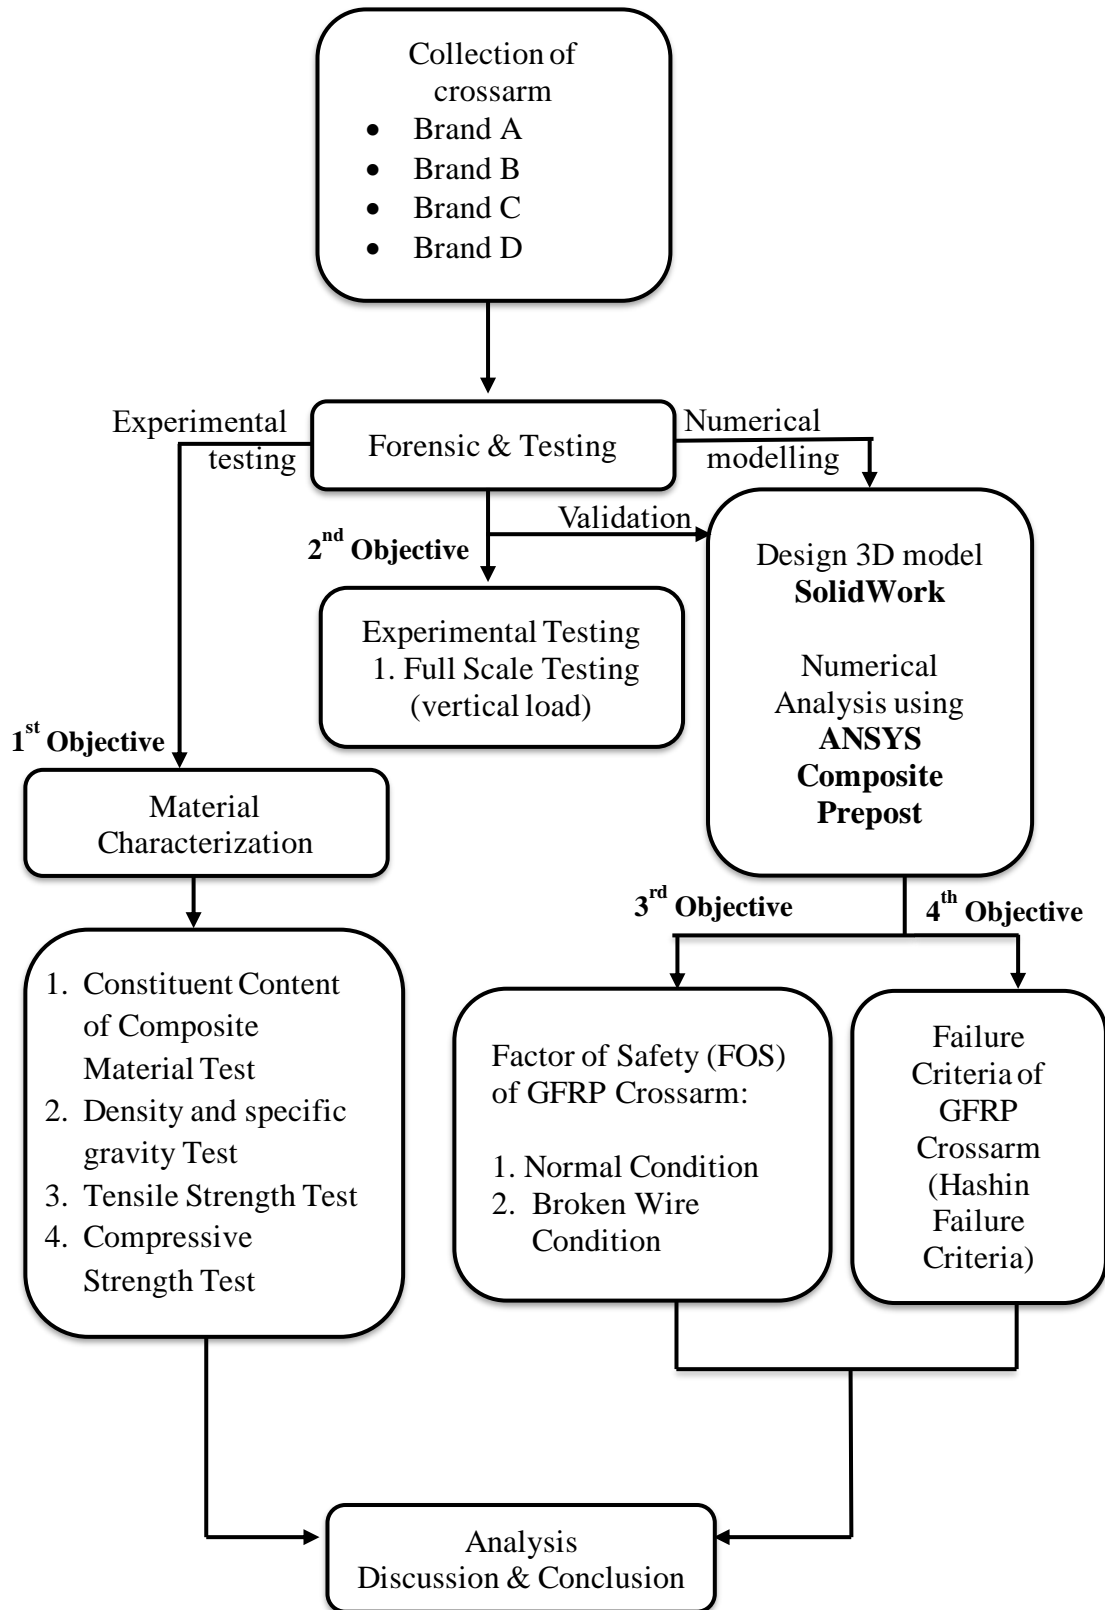 Collection of
crossarm
• Brand A
• Brand B
• Brand C
• Brand D
Experimental
testing
Forensic & Testing
Numerical
modelling
Validation
2nd Objective
Experimental Testing
1. Full Scale Testing
(vertical load)
Design 3D model
SolidWork
Numerical
Analysis using
ANSYS
Composite
Prepost
1st Objective
Material
Characterization
3rd Objective
4th Objective
1. Constituent Content
of Composite
Material Test
2. Density and specific
gravity Test
3. Tensile Strength Test
4. Compressive
Strength Test
Factor of Safety (FOS)
of GFRP Crossarm:
1. Normal Condition
2. Broken Wire
Condition
Failure
Criteria of
GFRP
Crossarm
(Hashin
Failure
Criteria)
Analysis
Discussion & Conclusion